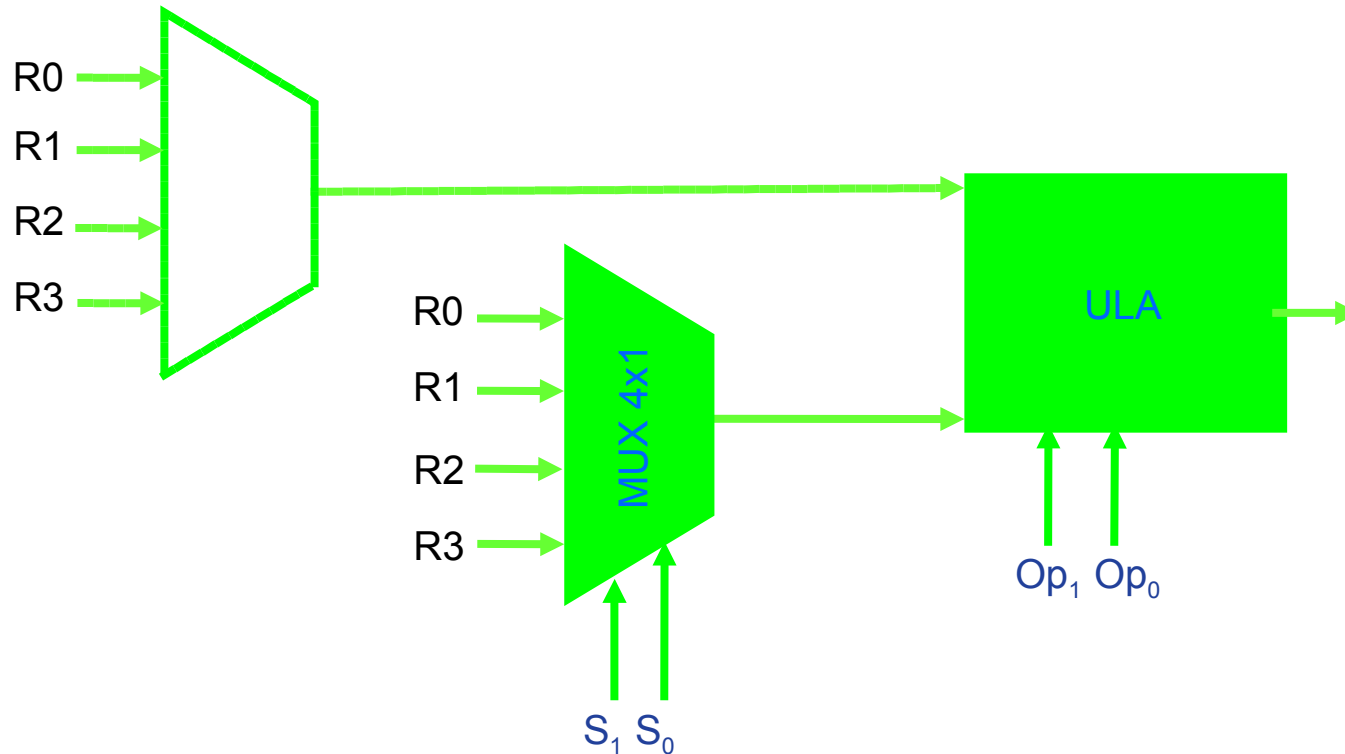 R0
R1
R2
R3
R0
R1
R2
R3
MUX 4x1
S₁ S₀
ULA
Op₁ Op₀